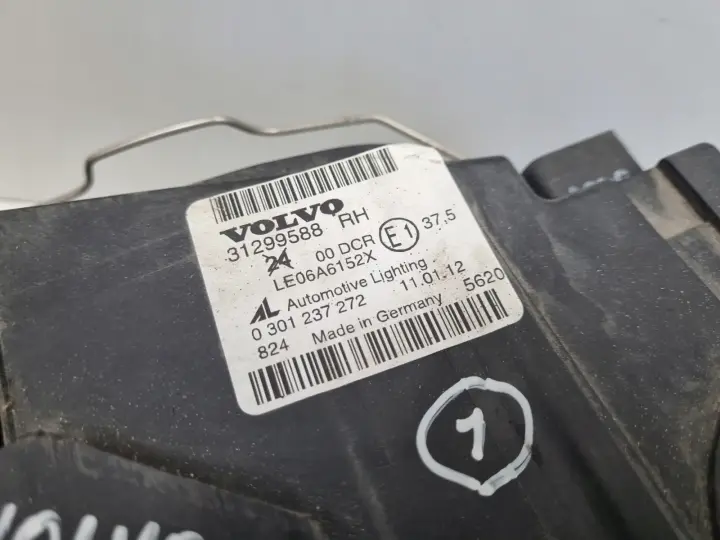 VOLVO
31299588 RH
24 00 DCR E1 37.5
LE06A6152X
AL Automotive Lighting 11.01.12
0 301 237 272 5620
824 Made in Germany
1